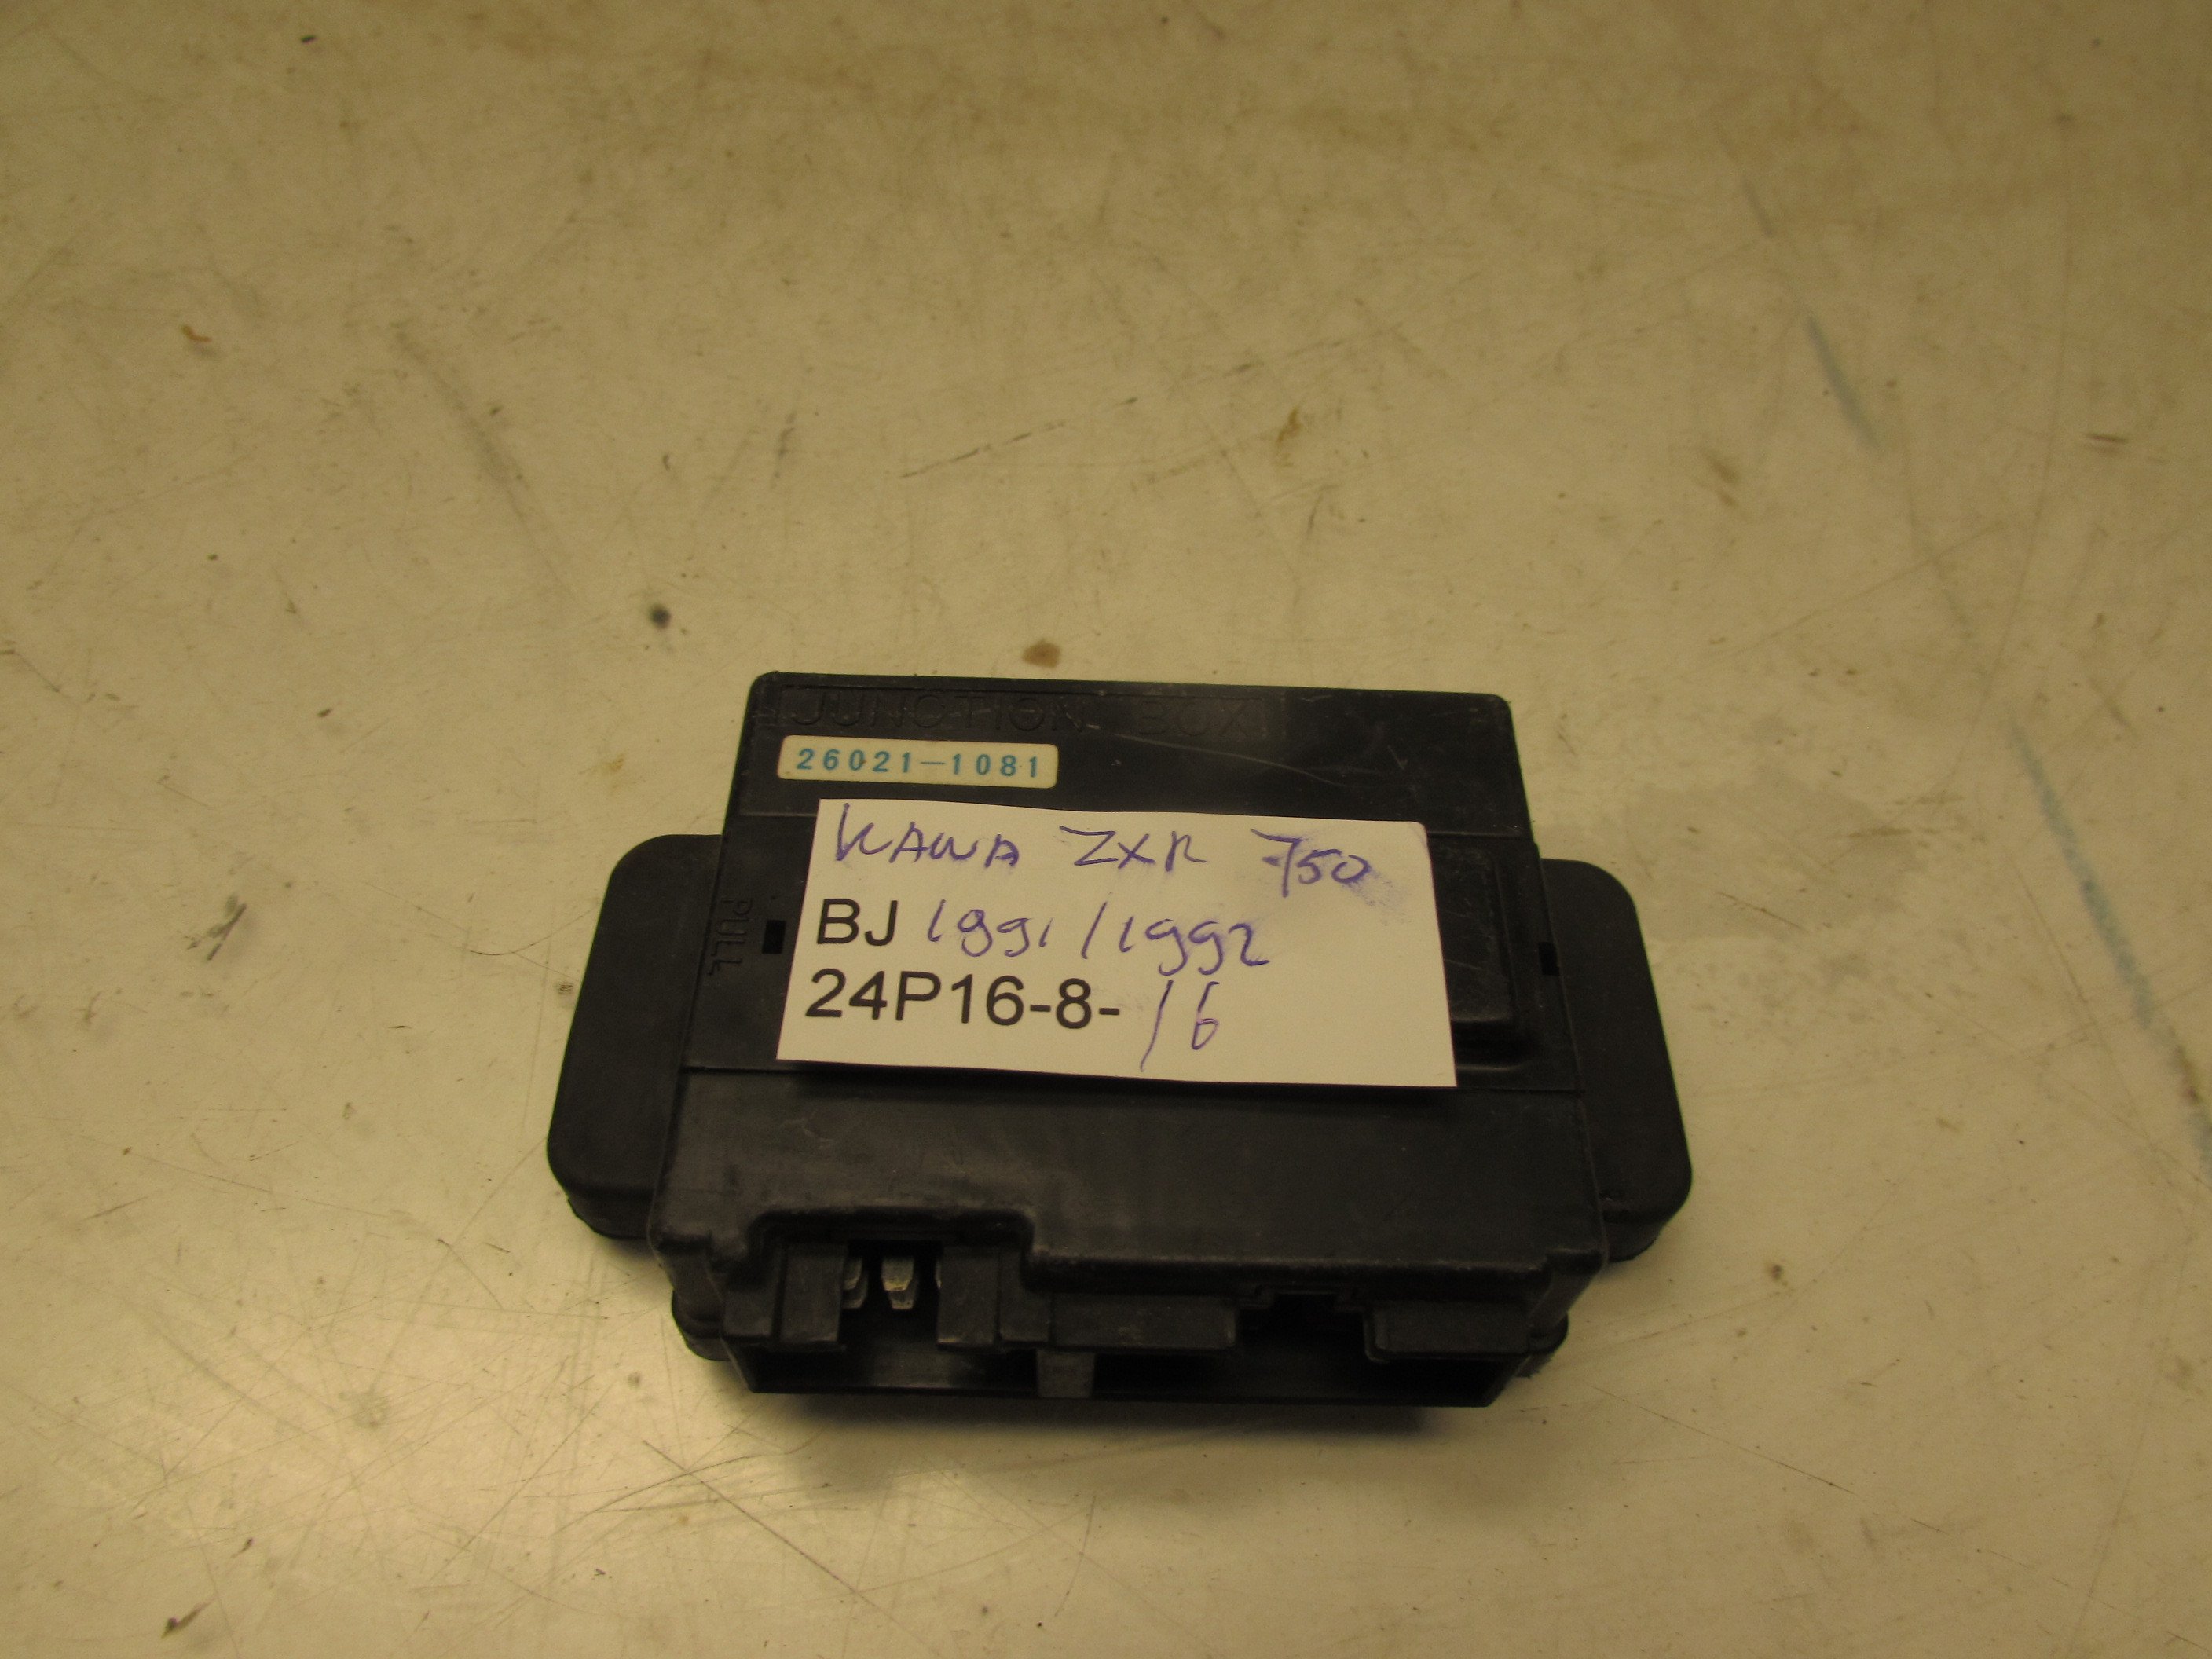 JUNCTION BOX
26021-1081
KAWA ZXR 750
BJ 1991/1992
24P16-8-16
PULL